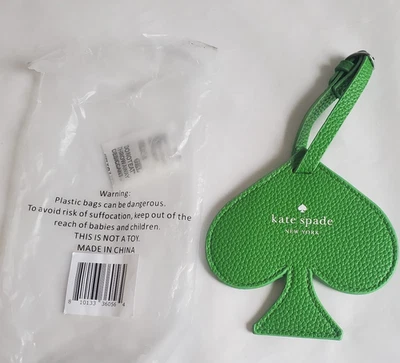 Warning:
Plastic bags can be dangerous.
To avoid risk of suffocation, keep out of the
reach of babies and children.
THIS IS NOT A TOY.
MADE IN CHINA
kate spade
NEW YORK